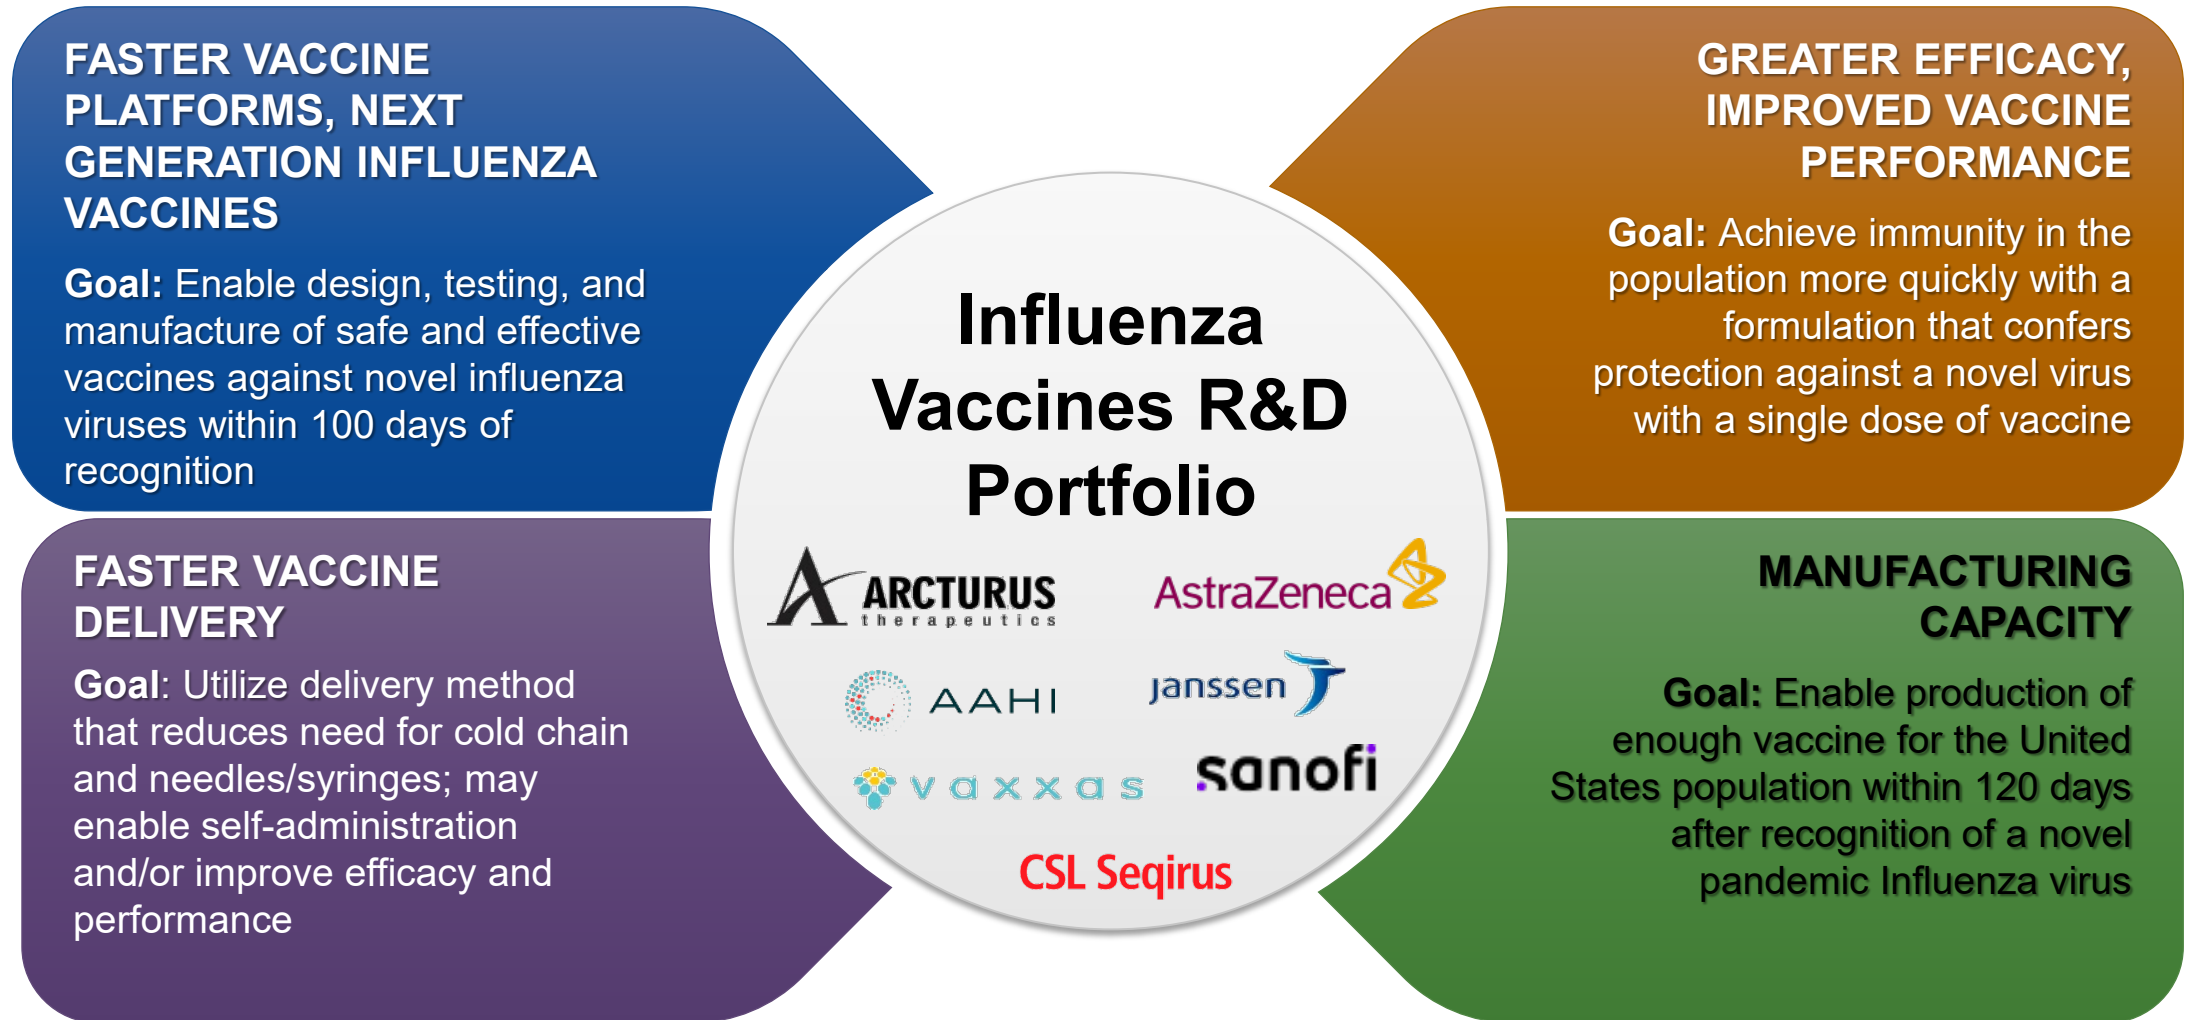 FASTER VACCINE
PLATFORMS, NEXT
GENERATION INFLUENZA
VACCINES
Goal: Enable design, testing, and
manufacture of safe and effective
vaccines against novel influenza
viruses within 100 days of
recognition
GREATER EFFICACY,
IMPROVED VACCINE
PERFORMANCE
Goal: Achieve immunity in the
population more quickly with a
formulation that confers
protection against a novel virus
with a single dose of vaccine
Influenza
Vaccines R&D
Portfolio
ARCTURUS
therapeutics
AstraZeneca
AAHI
janssen
vaxxas
sanofi
CSL Seqirus
FASTER VACCINE
DELIVERY
Goal: Utilize delivery method
that reduces need for cold chain
and needles/syringes; may
enable self-administration
and/or improve efficacy and
performance
MANUFACTURING
CAPACITY
Goal: Enable production of
enough vaccine for the United
States population within 120 days
after recognition of a novel
pandemic Influenza virus